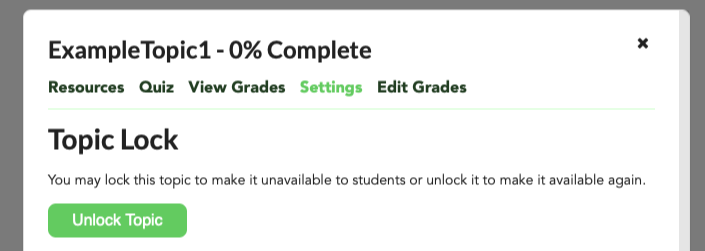 ExampleTopic1 - 0% Complete ✖
Resources Quiz View Grades Settings Edit Grades
Topic Lock
You may lock this topic to make it unavailable to students or unlock it to make it available again.
Unlock Topic